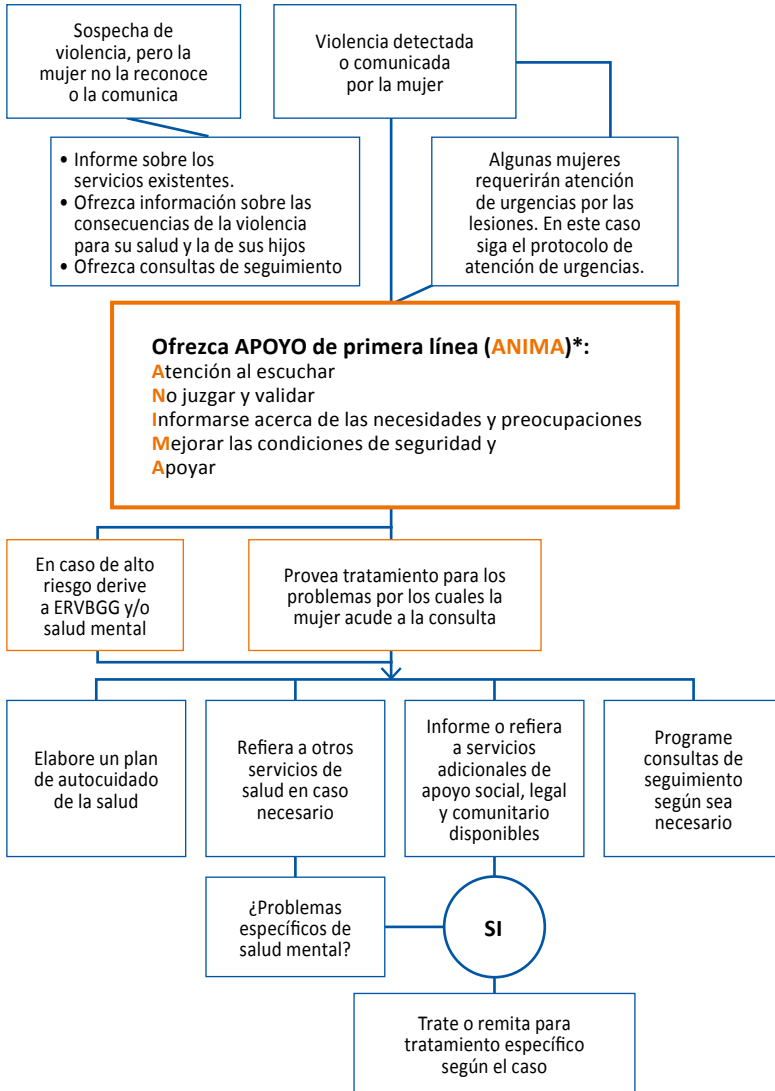 Sospecha de
violencia, pero la
mujer no la reconoce
o la comunica
Violencia detectada
o comunicada
por la mujer
• Informe sobre los
servicios existentes.
• Ofrezca información sobre las
consecuencias de la violencia
para su salud y la de sus hijos
• Ofrezca consultas de seguimiento
Algunas mujeres
requerirán atención
de urgencias por las
lesiones. En este caso
siga el protocolo de
atención de urgencias.
Ofrezca APOYO de primera línea (ANIMA)*:
Atención al escuchar
No juzgar y validar
Informarse acerca de las necesidades y preocupaciones
Mejorar las condiciones de seguridad y
Apoyar
En caso de alto
riesgo derive
a ERVBGG y/o
salud mental
Provea tratamiento para los
problemas por los cuales la
mujer acude a la consulta
Elabore un plan
de autocuidado
de la salud
Refiera a otros
servicios de
salud en caso
necesario
Informe o refiera
a servicios
adicionales de
apoyo social, legal
y comunitario
disponibles
Programe
consultas de
seguimiento
según sea
necesario
¿Problemas
específicos de
salud mental?
SI
Trate o remita para
tratamiento específico
según el caso